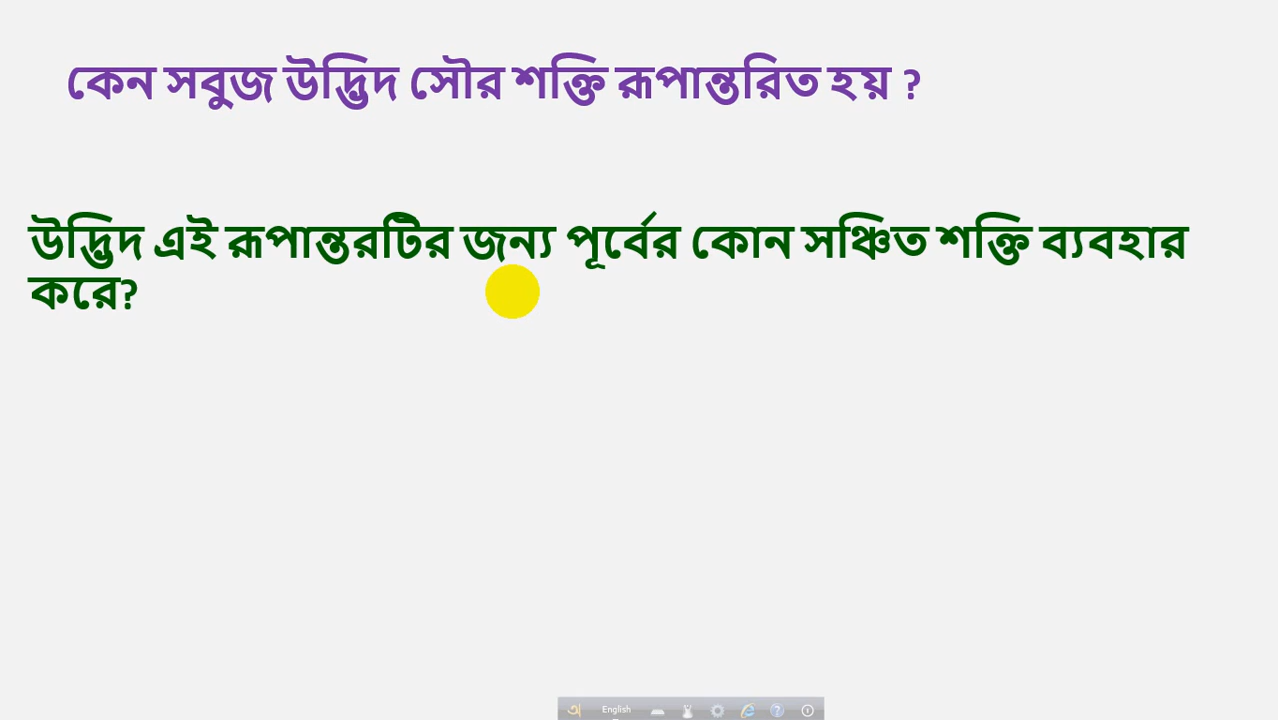 কেন সবুজ উদ্ভিদ সৌর শক্তি রূপান্তরিত হয় ?
উদ্ভিদ এই রূপান্তরটির জন্য পূর্বের কোন সঞ্চিত শক্তি ব্যবহার
করে?
অ English